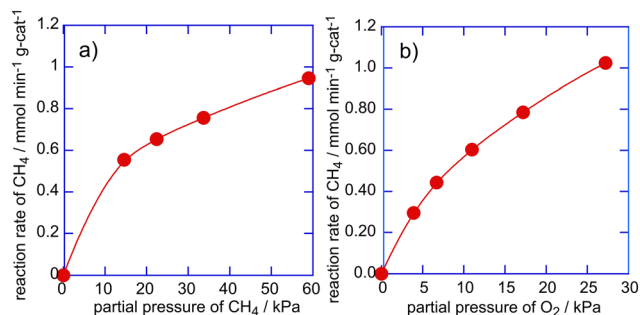 a)
reaction rate of CH₄ / mmol min⁻¹ g-cat⁻¹
1.2
1
0.8
0.6
0.4
0.2
0
0 10 20 30 40 50 60
partial pressure of CH₄ / kPa
b)
reaction rate of CH₄ / mmol min⁻¹ g-cat⁻¹
1.2
1.00
0.80
0.60
0.40
0.20
0
0 5 10 15 20 25 30
partial pressure of O₂ / kPa